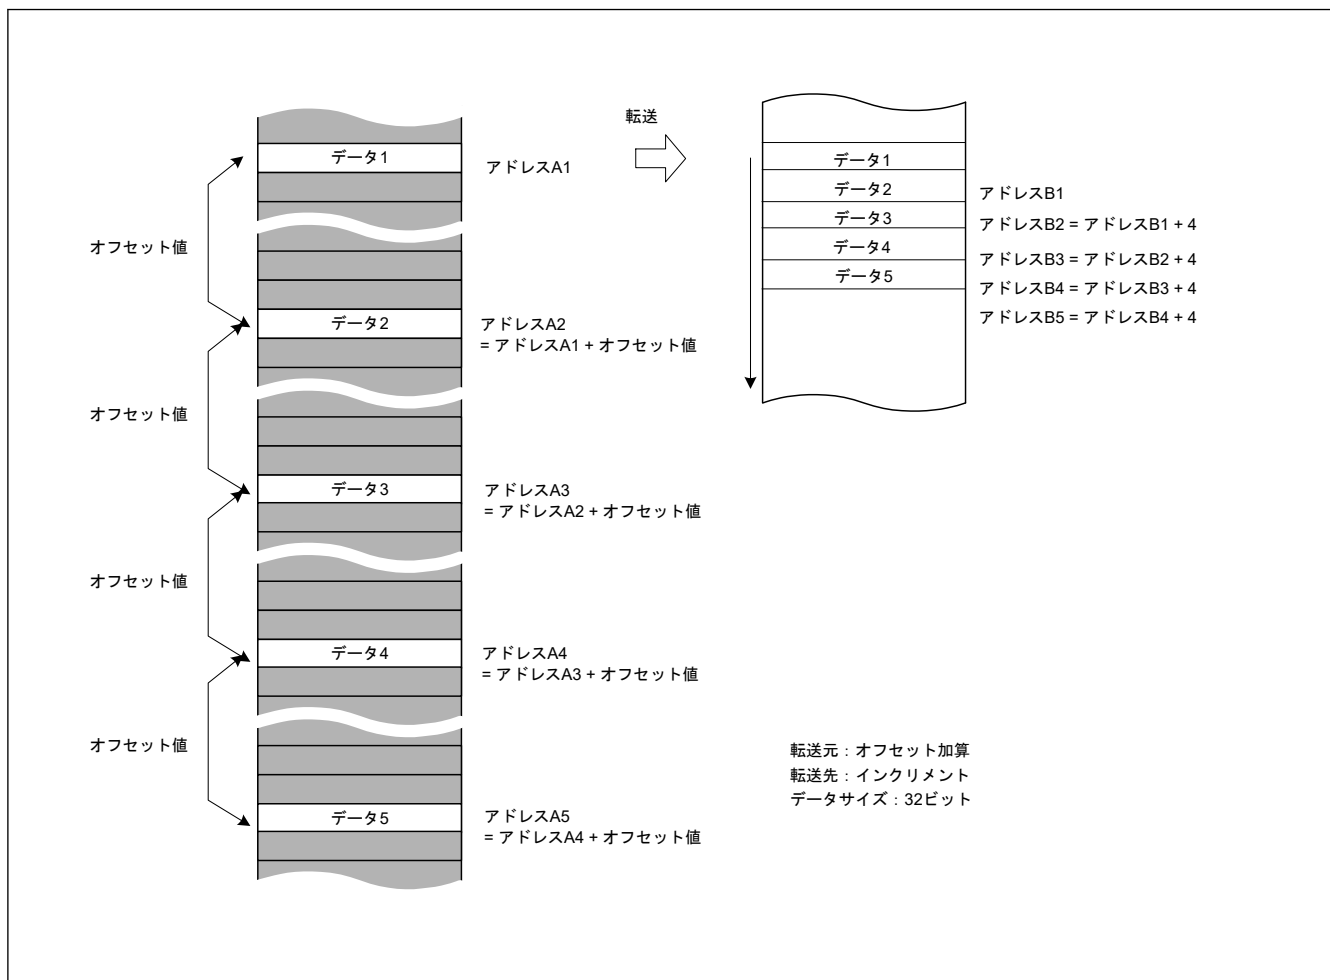 データ1
アドレスA1
オフセット値
データ2
アドレスA2
= アドレスA1 + オフセット値
オフセット値
データ3
アドレスA3
= アドレスA2 + オフセット値
オフセット値
データ4
アドレスA4
= アドレスA3 + オフセット値
オフセット値
データ5
アドレスA5
= アドレスA4 + オフセット値
転送
データ1
データ2
データ3
データ4
データ5
アドレスB1
アドレスB2 = アドレスB1 + 4
アドレスB3 = アドレスB2 + 4
アドレスB4 = アドレスB3 + 4
アドレスB5 = アドレスB4 + 4
転送元：オフセット加算
転送先：インクリメント
データサイズ：32ビット